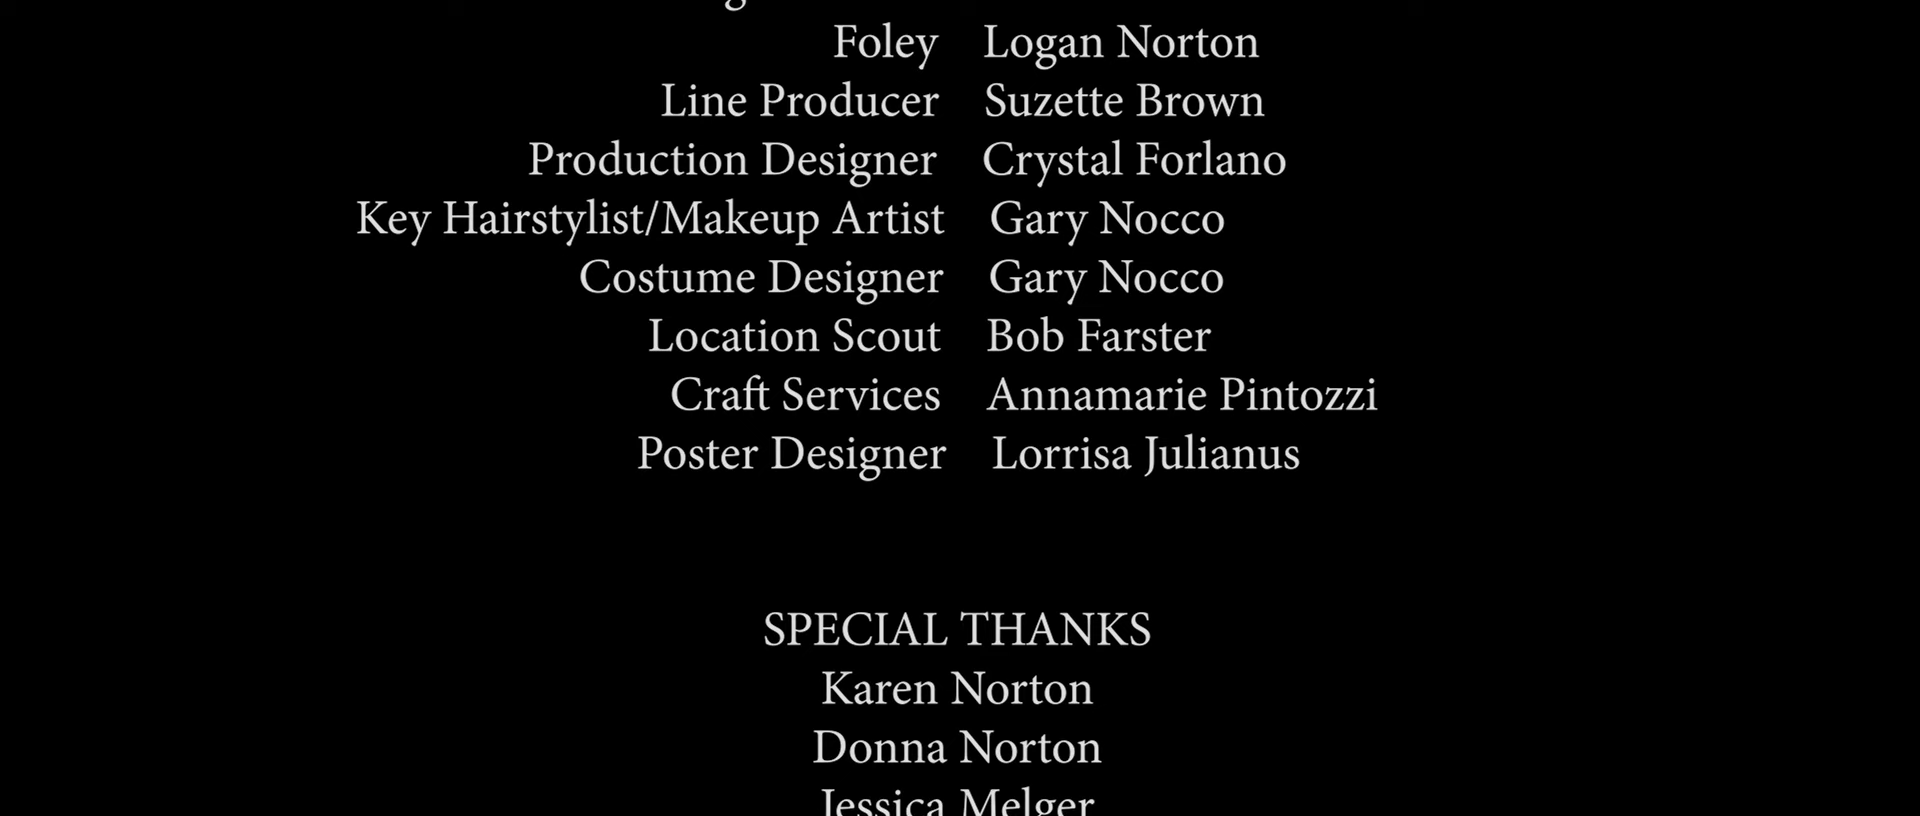 Foley Logan Norton
Line Producer Suzette Brown
Production Designer Crystal Forlano
Key Hairstylist/Makeup Artist Gary Nocco
Costume Designer Gary Nocco
Location Scout Bob Farster
Craft Services Annamarie Pintozzi
Poster Designer Lorrisa Julianus
SPECIAL THANKS
Karen Norton
Donna Norton
Jessica Melger